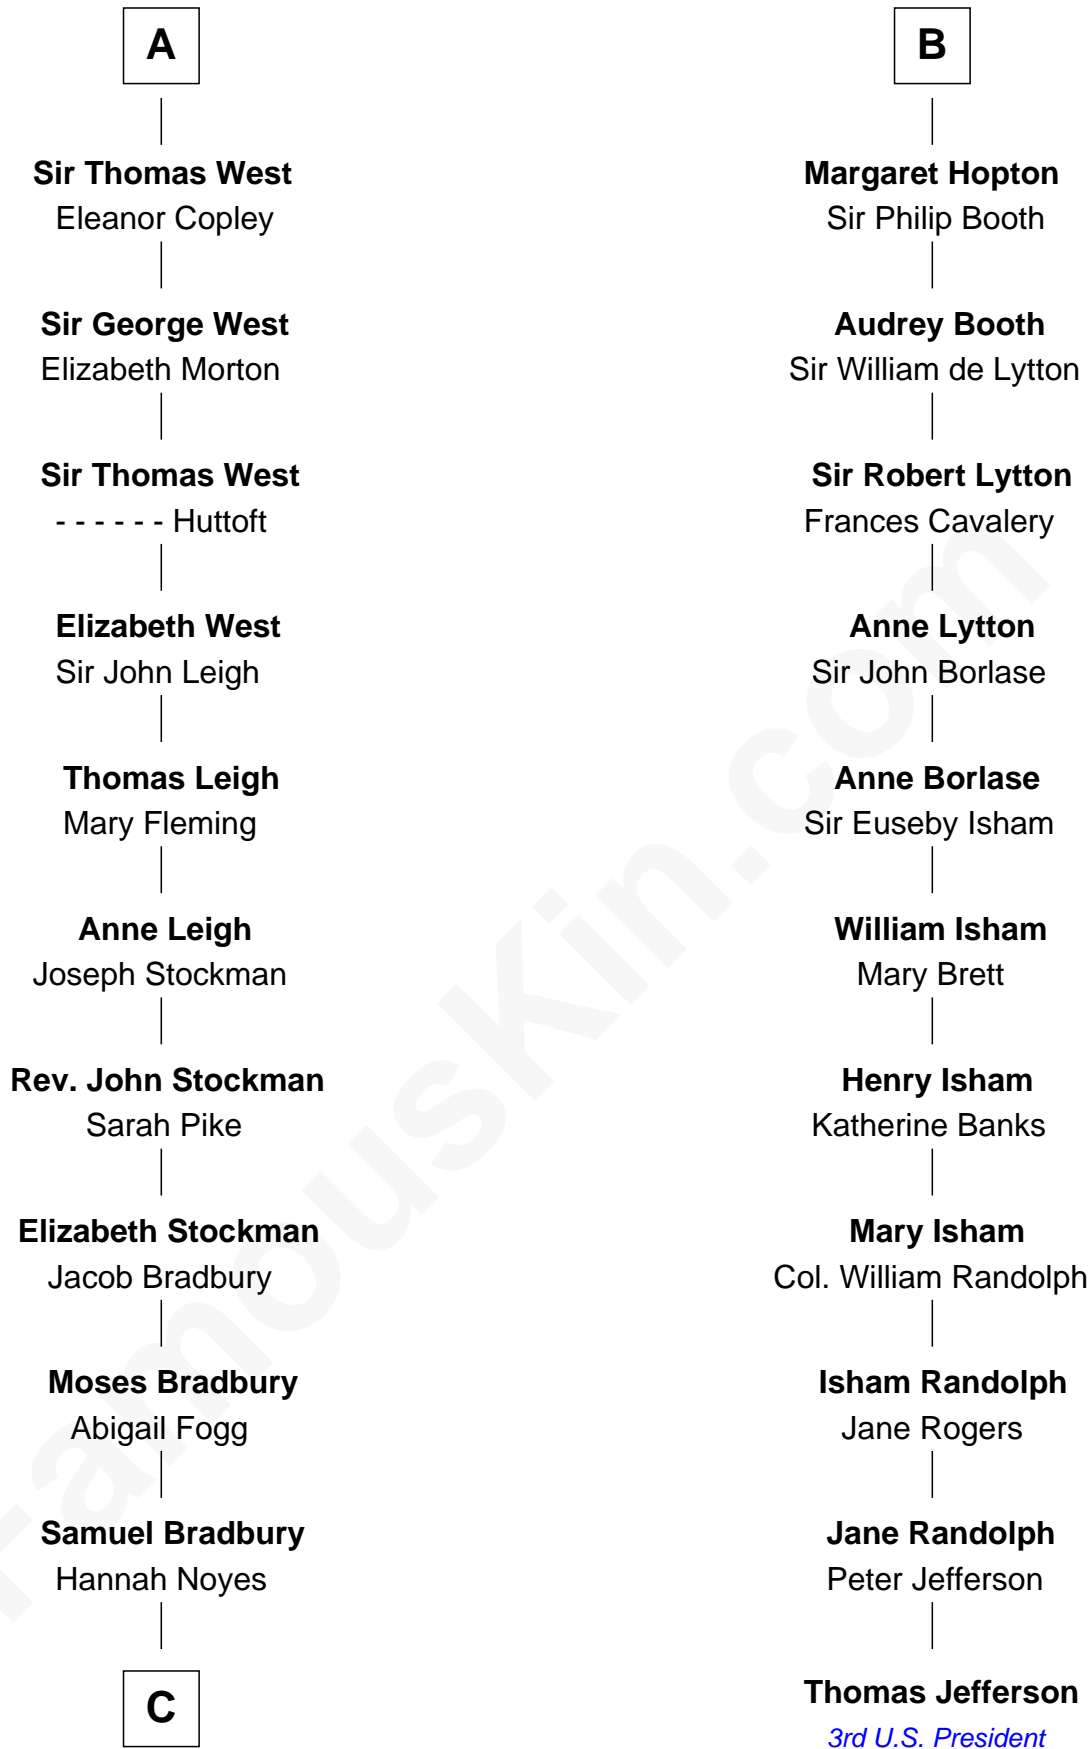 A
Sir Thomas West
Eleanor Copley
Sir George West
Elizabeth Morton
Sir Thomas West
- - - - - - Huttoft
Elizabeth West
Sir John Leigh
Thomas Leigh
Mary Fleming
Anne Leigh
Joseph Stockman
Rev. John Stockman
Sarah Pike
Elizabeth Stockman
Jacob Bradbury
Moses Bradbury
Abigail Fogg
Samuel Bradbury
Hannah Noyes
C
B
Margaret Hopton
Sir Philip Booth
Audrey Booth
Sir William de Lytton
Sir Robert Lytton
Frances Cavalery
Anne Lytton
Sir John Borlase
Anne Borlase
Sir Euseby Isham
William Isham
Mary Brett
Henry Isham
Katherine Banks
Mary Isham
Col. William Randolph
Isham Randolph
Jane Rogers
Jane Randolph
Peter Jefferson
Thomas Jefferson
3rd U.S. President
FamousKin.com